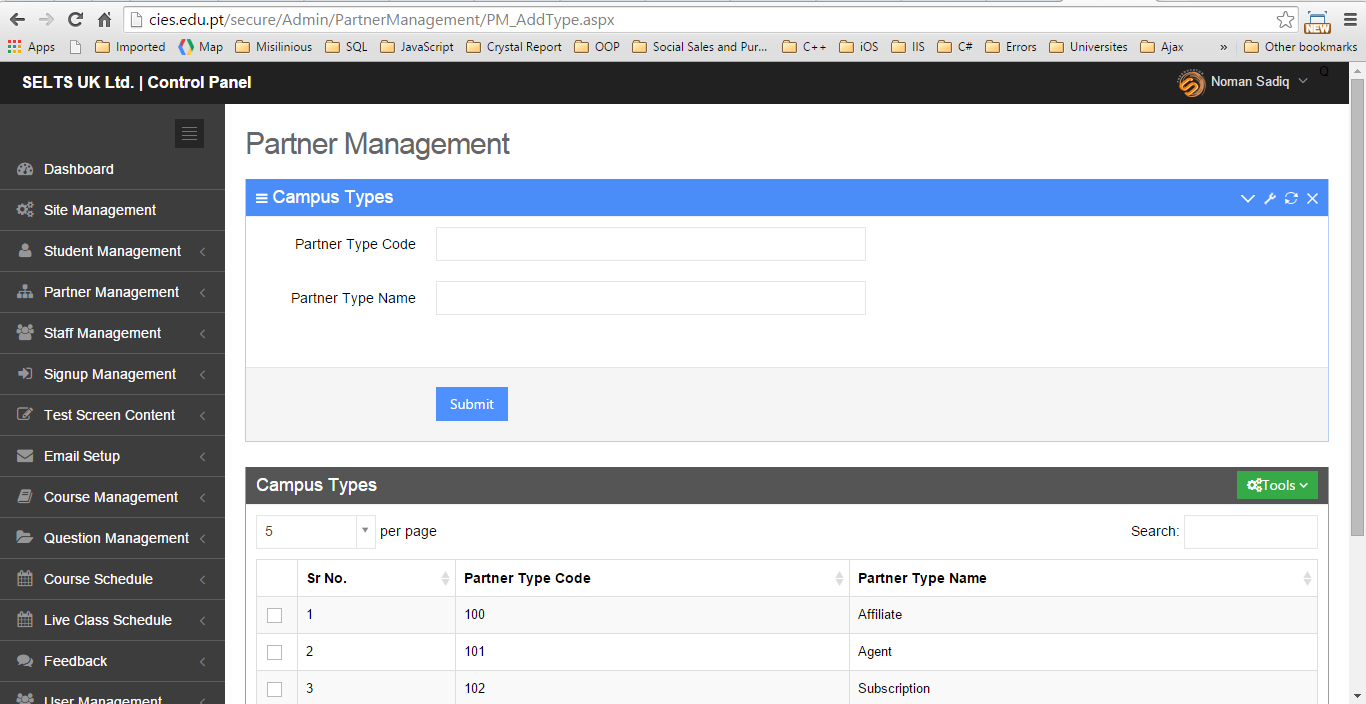 cies.edu.pt/secure/Admin/PartnerManagement/PM_AddType.aspx
NEW
Apps Imported Map Misilinious SQL JavaScript Crystal Report OOP Social Sales and Pur... C++ iOS IIS C# Errors Universites Ajax » Other bookmarks
SELTS UK Ltd. | Control Panel
Noman Sadiq
Q
Dashboard
Site Management
Student Management
Partner Management
Staff Management
Signup Management
Test Screen Content
Email Setup
Course Management
Question Management
Course Schedule
Live Class Schedule
Feedback
User Management
Partner Management
Campus Types
Partner Type Code
Partner Type Name
Submit
Campus Types
Tools
5 per page
Search:
Sr No. Partner Type Code Partner Type Name
1 100 Affiliate
2 101 Agent
3 102 Subscription